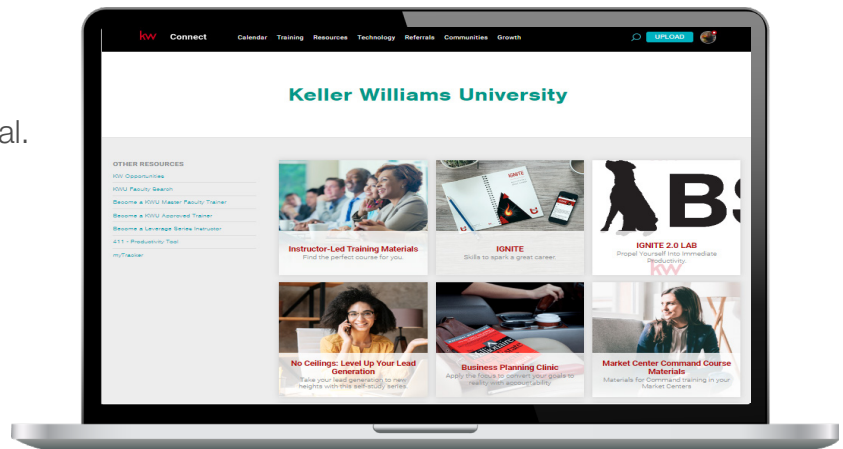 al.
kw Connect Calendar Training Resources Technology Referrals Communities Growth UPLOAD
Keller Williams University
OTHER RESOURCES
KW Opportunities
KWU Faculty Search
Become a KWU Master Faculty Trainer
Become a KWU Approved Trainer
Become a Leverage Series Instructor
411 - Productivity Tool
myTracker
Instructor-Led Training Materials
Find the perfect course for you.
IGNITE
IGNITE
Skills to spark a great career.
ABS
IGNITE 2.0 LAB
Propel Yourself Into Immediate
Productivity.
kw
No Ceilings: Level Up Your Lead
Generation
Take your lead generation to new
heights with this self-study series.
Business Planning Clinic
Apply the focus to convert your goals to
reality with accountability
Market Center Command Course
Materials
Materials for Command training in your
Market Centers